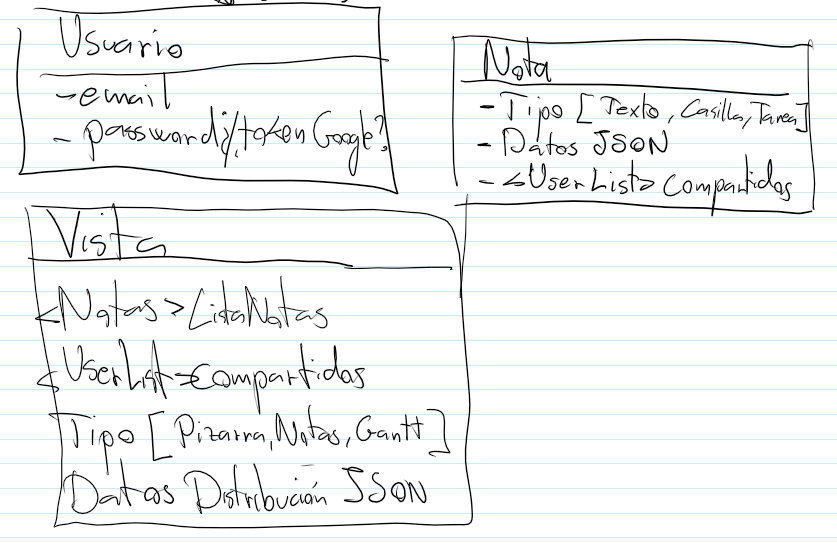 Usuario
- email
- password y token Google?
Nota
- Tipo [Texto, Casilla, Tarea]
- Datos JSON
- <UserList> Compartidos
Vista
<Notas> ListaNotas
<UserList> Compartidos
Tipo [Pizarra, Notas, Gantt]
Datos Distribución JSON